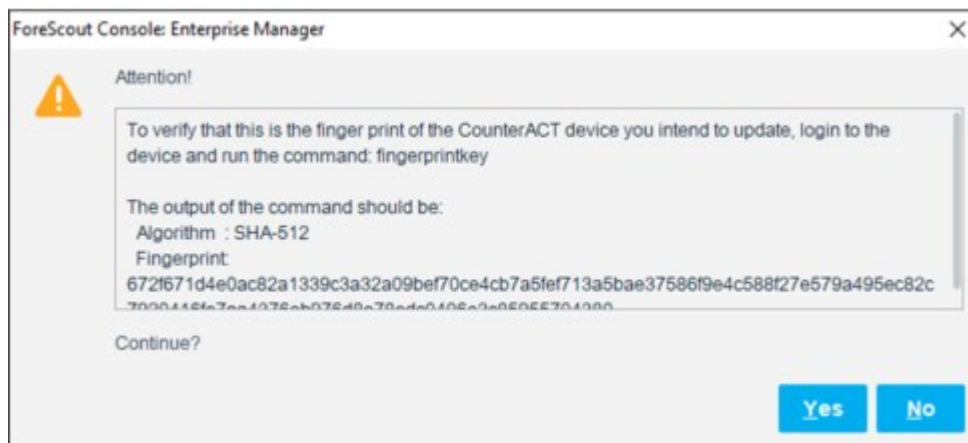 ForeScout Console: Enterprise Manager
Attention!
To verify that this is the finger print of the CounterACT device you intend to update, login to the
device and run the command: fingerprintkey
The output of the command should be:
Algorithm : SHA-512
Fingerprint:
672f671d4e0ac82a1339c3a32a09bef70ce4cb7a5fef713a5bae37586f9e4c588f27e579a495ec82c
Continue?
Yes
No